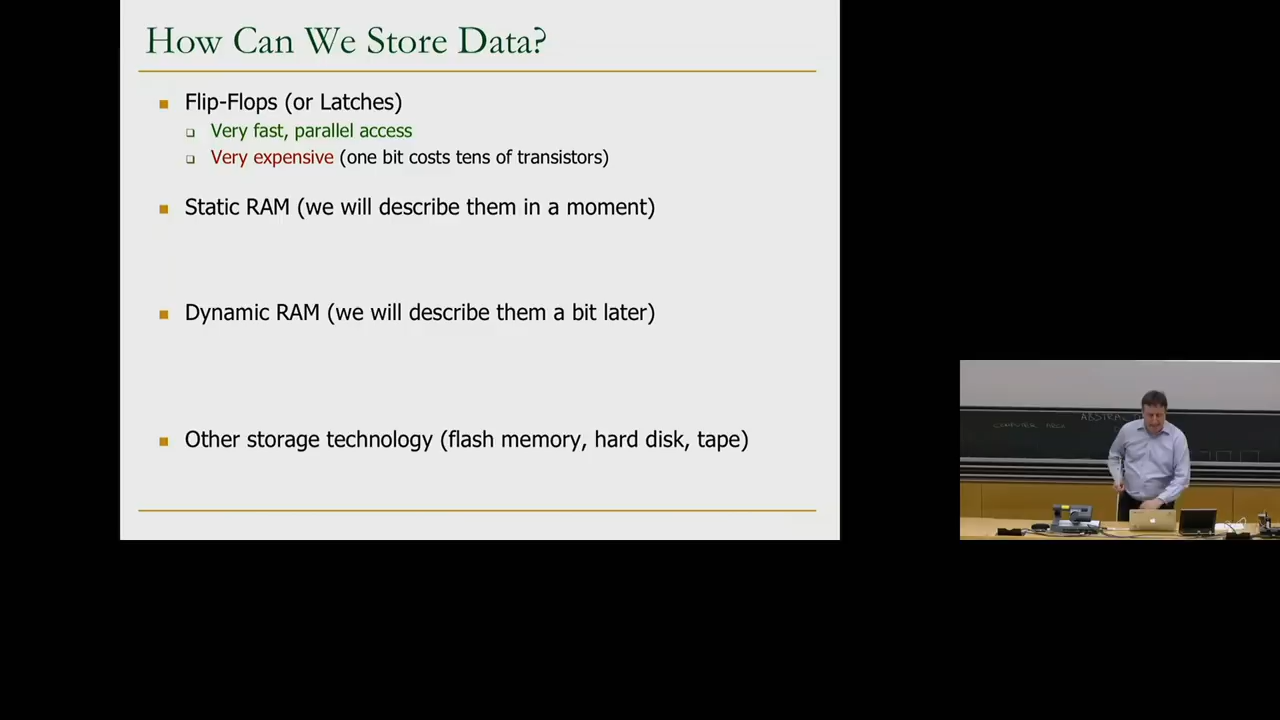 How Can We Store Data?
Flip-Flops (or Latches)
Very fast, parallel access
Very expensive (one bit costs tens of transistors)
Static RAM (we will describe them in a moment)
Dynamic RAM (we will describe them a bit later)
Other storage technology (flash memory, hard disk, tape)
COMPUTER